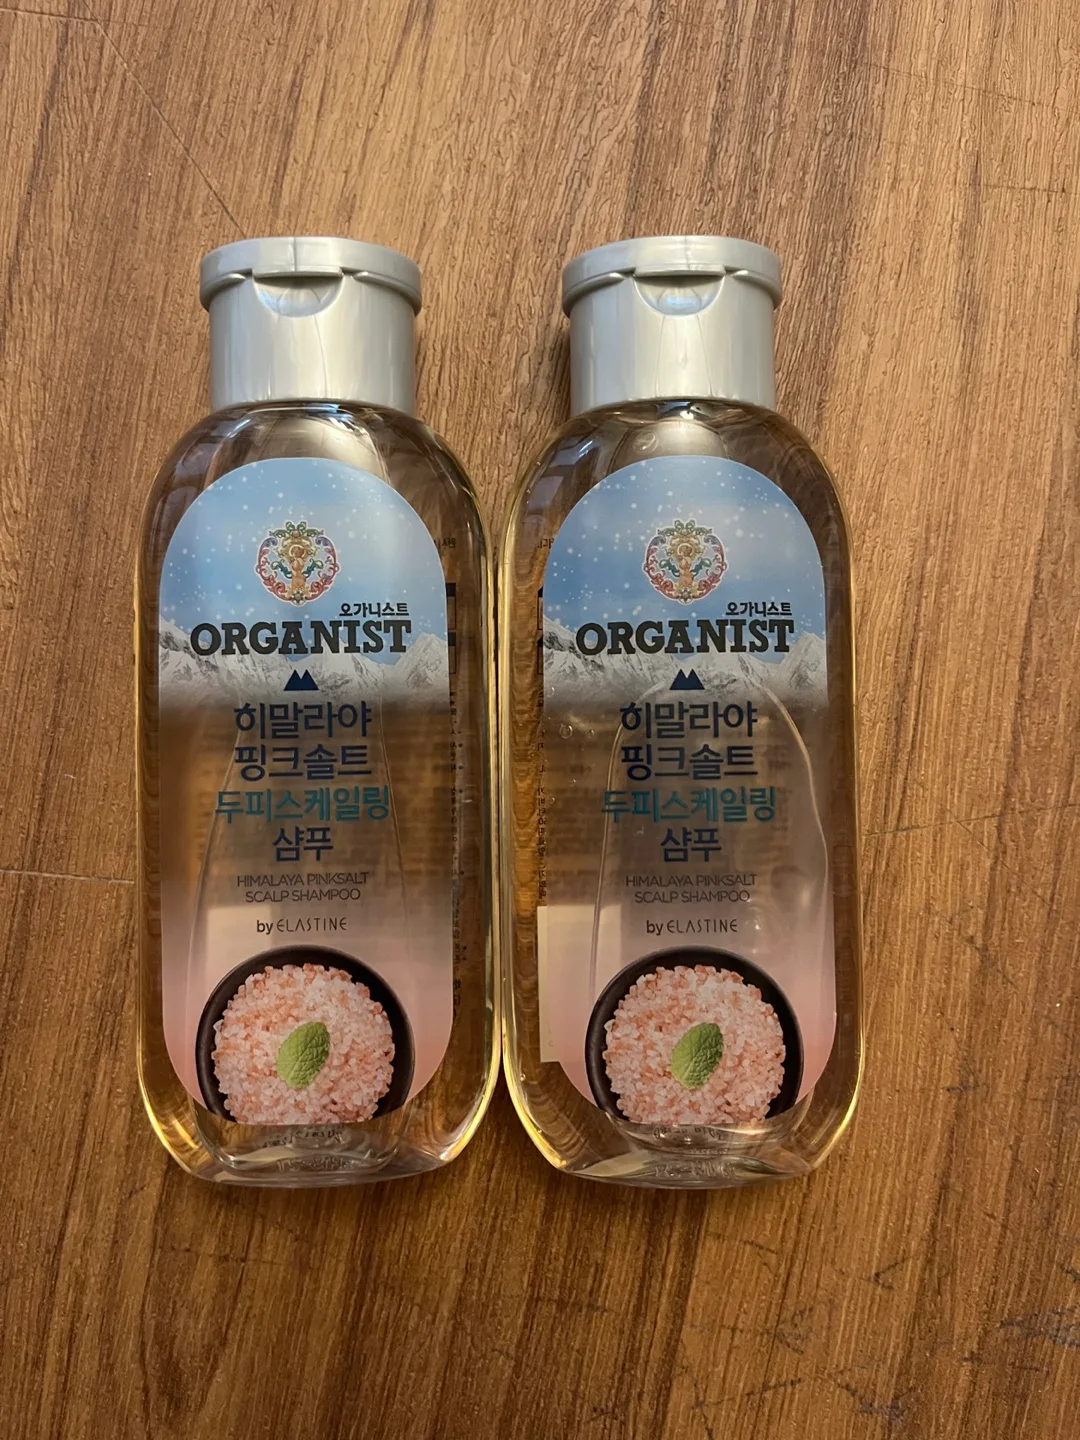 오가니스트
ORGANIST
히말라야
핑크솔트
두피스케일링
샴푸
HIMALAYA PINKSALT
SCALP SHAMPOO
by ELASTINE
오가니스트
ORGANIST
히말라야
핑크솔트
두피스케일링
샴푸
HIMALAYA PINKSALT
SCALP SHAMPOO
by ELASTINE